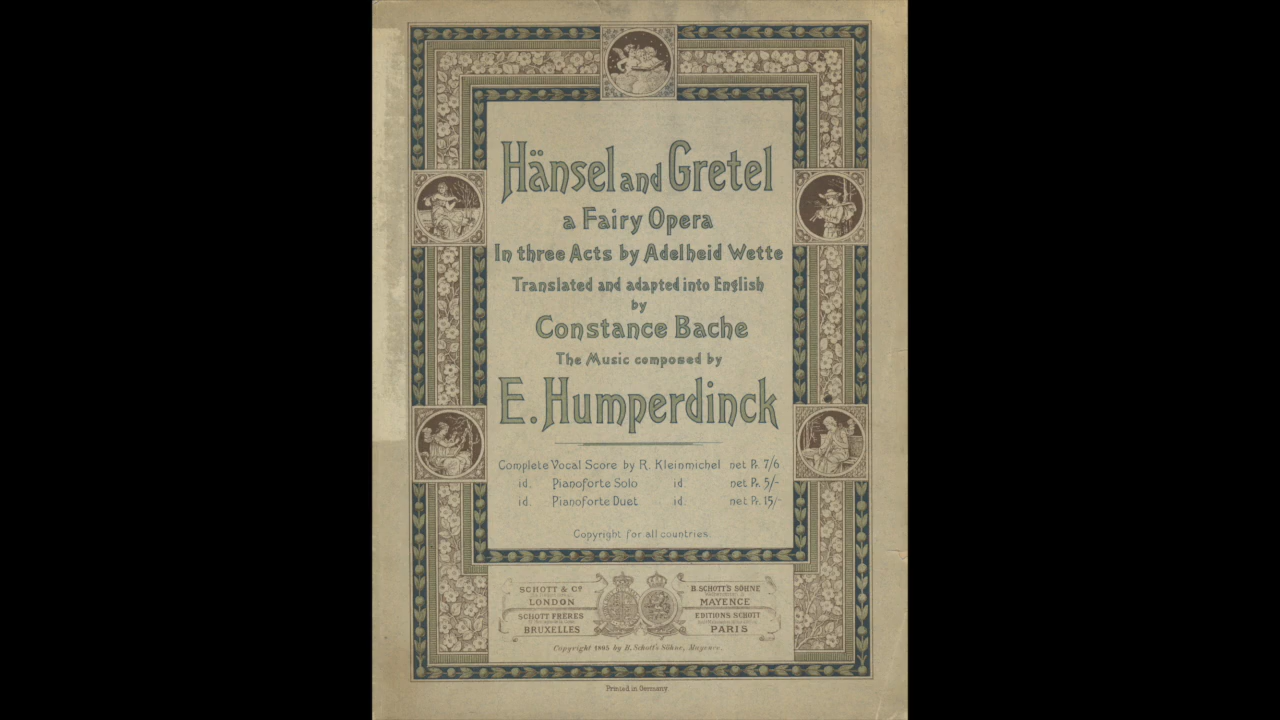 Hänsel and Gretel
a Fairy Opera
In three Acts by Adelheid Wette
Translated and adapted into English
by
Constance Bache
The Music composed by
E. Humperdinck
Complete Vocal Score by R. Kleinmichel net Pr. 7/6
id. Pianoforte Solo id. net Pr. 5/-
id. Pianoforte Duet id. net Pr. 15/-
Copyright for all countries.
SCHOTT & Co
LONDON
SCHOTT FRÈRES
BRUXELLES
B. SCHOTT'S SÖHNE
MAYENCE
EDITIONS SCHOTT
PARIS
Copyright 1895 by B. Schott's Söhne, Mayence.
Printed in Germany